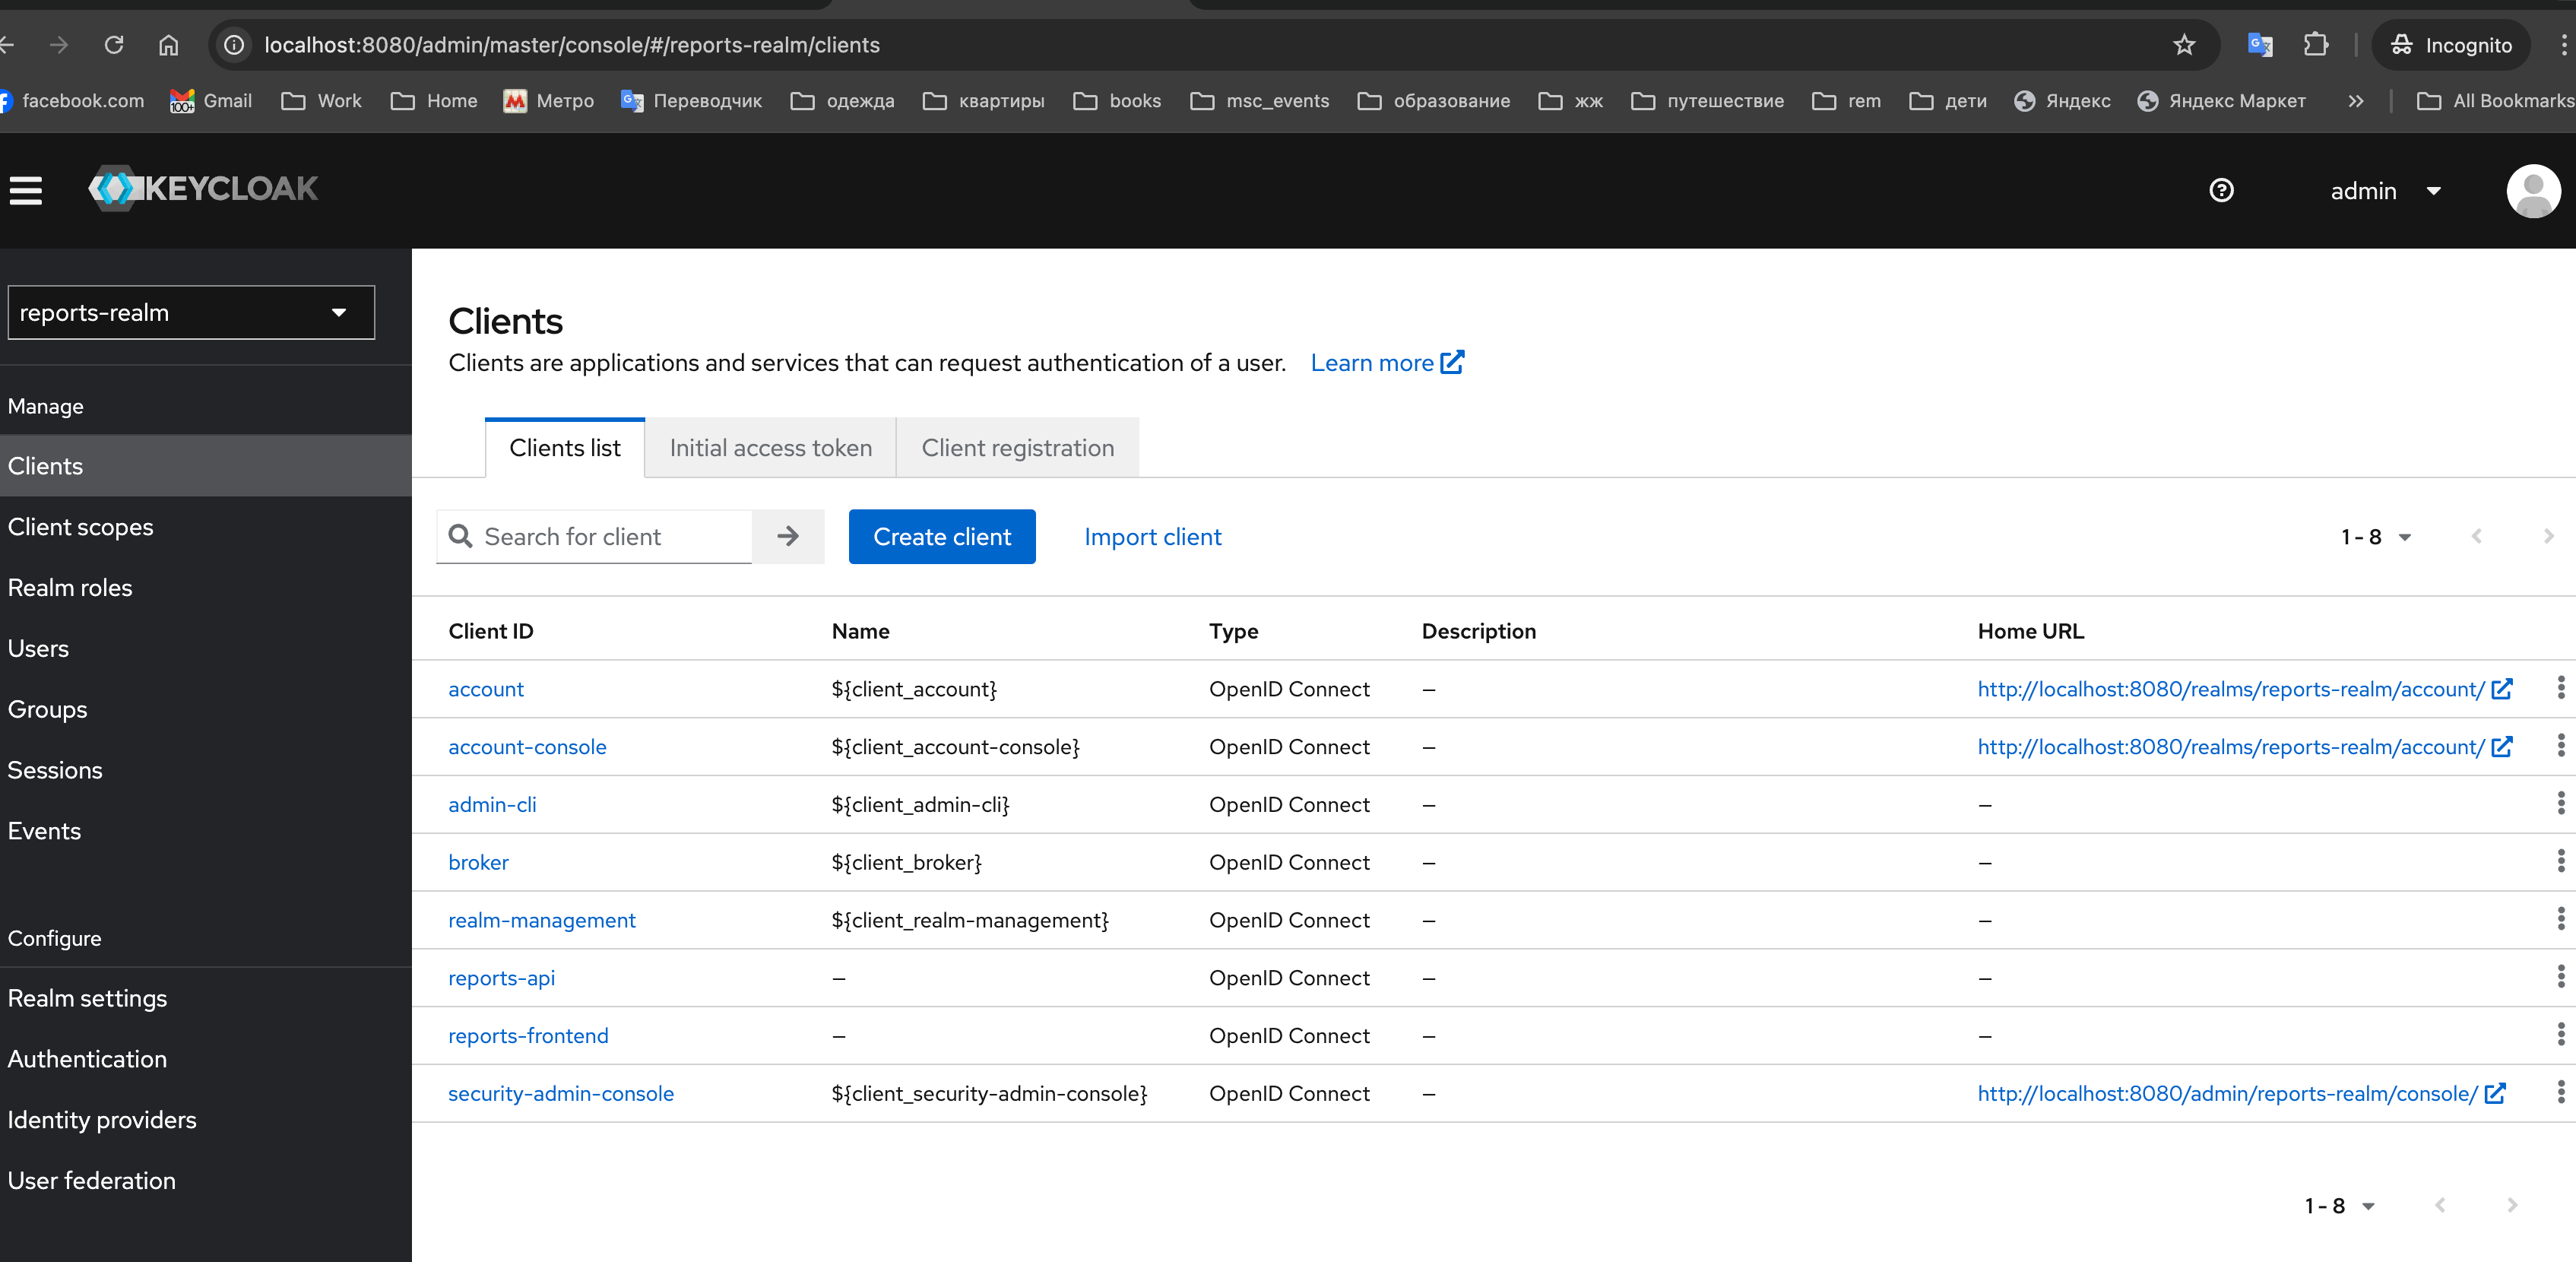 localhost:8080/admin/master/console/#/reports-realm/clients
Incognito
facebook.com
Gmail
100+
Work
Home
Метро
Переводчик
одежда
квартиры
books
msc_events
образование
жж
путешествие
rem
дети
Яндекс
Яндекс Маркет
All Bookmarks
KEYCLOAK
admin
reports-realm
Manage
Clients
Client scopes
Realm roles
Users
Groups
Sessions
Events
Configure
Realm settings
Authentication
Identity providers
User federation
Clients
Clients are applications and services that can request authentication of a user. Learn more
Clients list Initial access token Client registration
Search for client Create client Import client 1 - 8
Client ID Name Type Description Home URL
account ${client_account} OpenID Connect – http://localhost:8080/realms/reports-realm/account/
account-console ${client_account-console} OpenID Connect – http://localhost:8080/realms/reports-realm/account/
admin-cli ${client_admin-cli} OpenID Connect – –
broker ${client_broker} OpenID Connect – –
realm-management ${client_realm-management} OpenID Connect – –
reports-api – OpenID Connect – –
reports-frontend – OpenID Connect – –
security-admin-console ${client_security-admin-console} OpenID Connect – http://localhost:8080/admin/reports-realm/console/
1 - 8